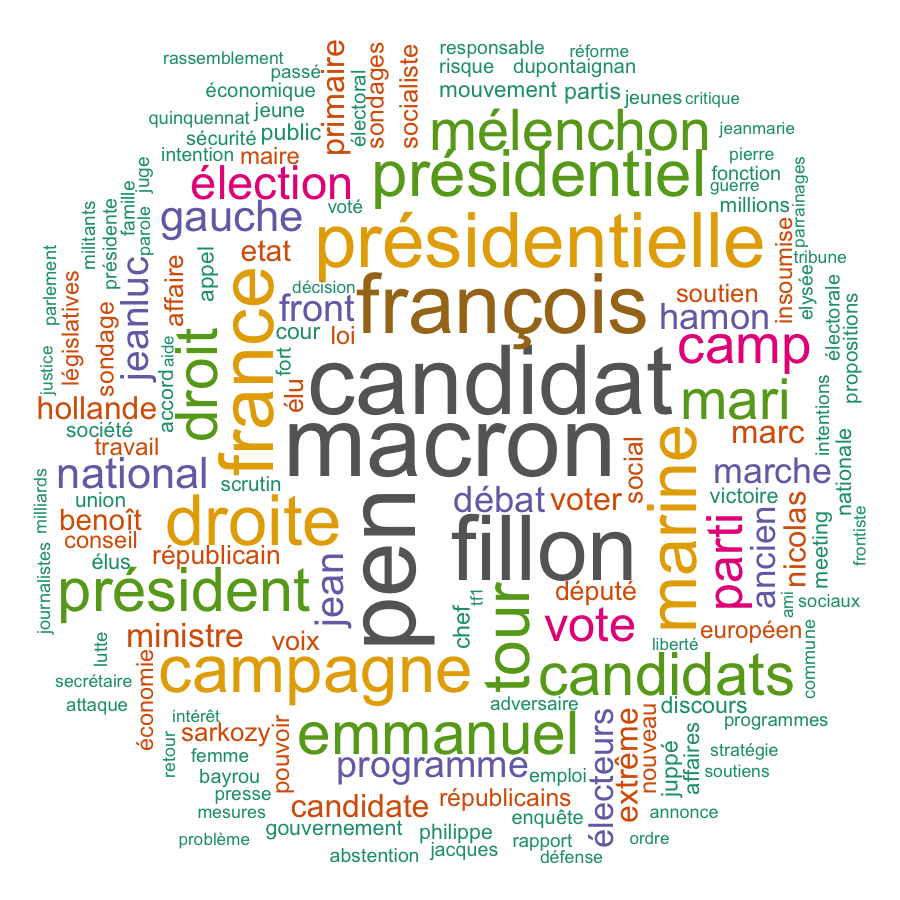 rassemblement
passé
économique
jeune
quinquennat
sécurité
public
intention
maire
élection
gauche
voté
primaire
électoral
sondages
socialiste
responsable
réforme
risque
dupontaignan
mouvement
partis
jeunes
critique
mélenchon
jeanmarie
présidentiel
pierre
fonction
guerre
millions
parrainages
juge
famille
parole
militants
présidente
présidentielle
insoumise
tribune
elysée
parlement
législatives
sondage
jeanluc
affaire
appel
etat
france
décision
front
françois
soutien
hamon
électorale
propositions
justice
aide
accord
droit
cour
loi
fort
élu
candidat
camp
mari
intentions
hollande
société
travail
macron
marine
marc
social
nationale
national
scrutin
pen
débat
voter
marche
victoire
milliards
union
benoît
conseil
droite
fillon
parti
ancien
nicolas
meeting
frontiste
journalistes
élus
républicain
jean
président
député
chef
tf1
tour
vote
ami
sociaux
ministre
voix
européen
liberté
lutte
secrétaire
attaque
économie
campagne
candidats
commune
adversaire
discours
programmes
intérêt
retour
sarkozy
emmanuel
électeurs
extrême
nouveau
juppé
affaires
stratégie
soutiens
femme
bayrou
pouvoir
programme
emploi
presse
mesures
candidate
républicains
enquête
annonce
problème
gouvernement
philippe
rapport
ordre
abstention
jacques
défense